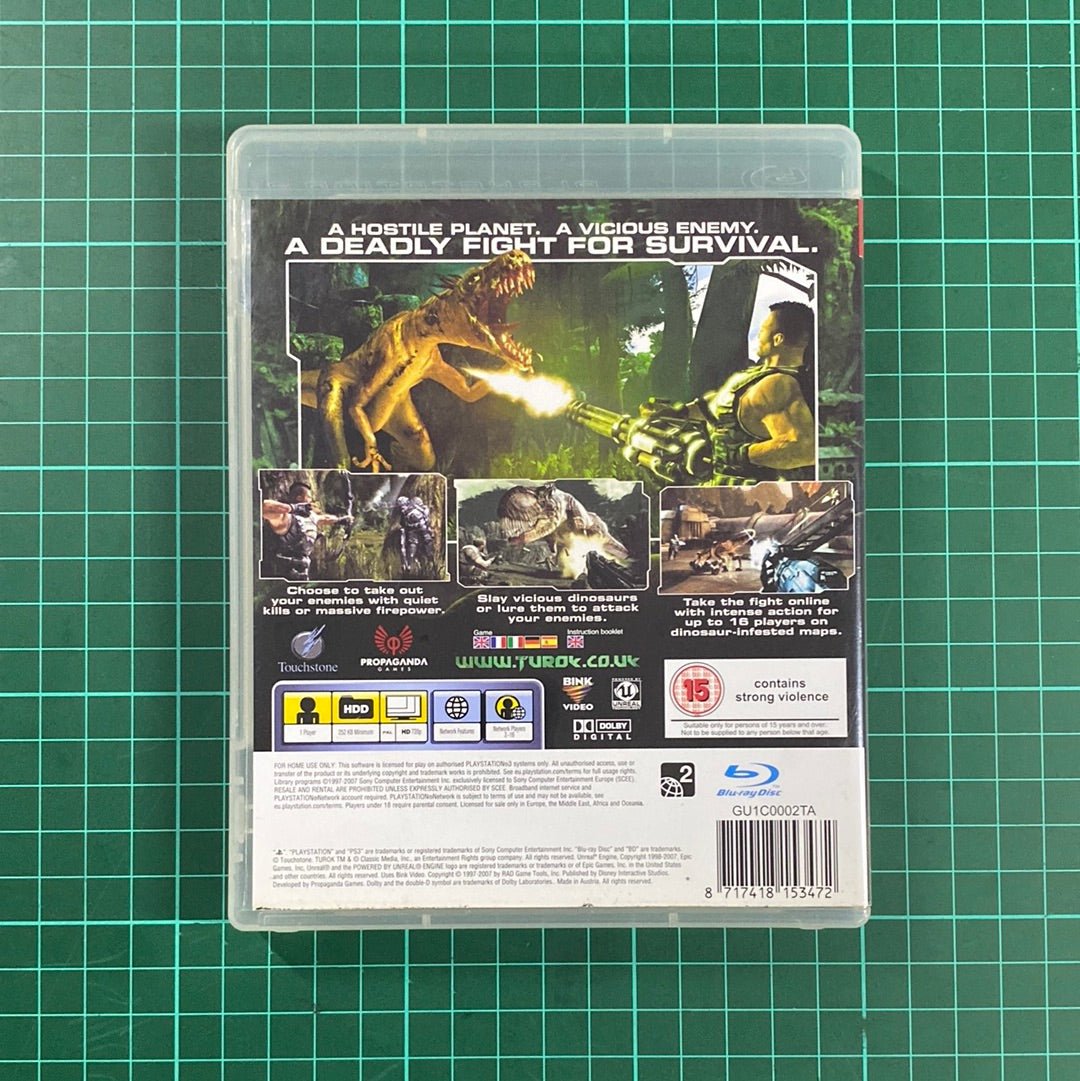 A HOSTILE PLANET. A VICIOUS ENEMY.
A DEADLY FIGHT FOR SURVIVAL.
Choose to take out
your enemies with quiet
kills or massive firepower.
Slay vicious dinosaurs
or lure them to attack
your enemies.
Take the fight online
with intense action for
up to 16 players on
dinosaur-infested maps.
Touchstone
PROPAGANDA
GAMES
Game
Instruction booklet
WWW.TUROK.CO.UK
BINK
VIDEO
POWERED BY
UNREAL
TECHNOLOGY
DOLBY
DIGITAL
15
contains
strong violence
Suitable only for persons of 15 years and over.
Not to be supplied to any person below that age.
HDD
1 Player
352 KB Minimum
PAL
HD 720p
Network Features
Network Players
2-16
FOR HOME USE ONLY: This software is licensed for play on authorised PLAYSTATION®3 systems only. All unauthorised access, use or
transfer of the product or its underlying copyright and trademark works is prohibited. See eu.playstation.com/terms for full usage rights.
Library programs ©1997-2007 Sony Computer Entertainment Inc. exclusively licensed to Sony Computer Entertainment Europe (SCEE).
RESALE AND RENTAL ARE PROHIBITED UNLESS EXPRESSLY AUTHORISED BY SCEE. Broadband internet service and
PLAYSTATION®Network account required. PLAYSTATION®Network is subject to terms of use and may not be available, see
eu.playstation.com/terms. Players under 18 require parental consent. Licensed for sale only in Europe, the Middle East, Africa and Oceania.
2
Blu-ray Disc
GU1C0002TA
"PLAYSTATION" and "PS3" are trademarks or registered trademarks of Sony Computer Entertainment Inc. "Blu-ray Disc" and "BD" are trademarks.
© Touchstone. TUROK TM & © Classic Media, Inc., an Entertainment Rights group company. All rights reserved. Unreal® Engine, Copyright 1998-2007, Epic
Games, Inc. Unreal® and the POWERED BY UNREAL® ENGINE logo are registered trademarks or trademarks of Epic Games, Inc. in the United States
and other countries. All rights reserved. Uses Bink Video. Copyright © 1997-2007 by RAD Game Tools, Inc. Published by Disney Interactive Studios.
Developed by Propaganda Games. Dolby and the double-D symbol are trademarks of Dolby Laboratories. Made in Austria. All rights reserved.
8 717418 153472